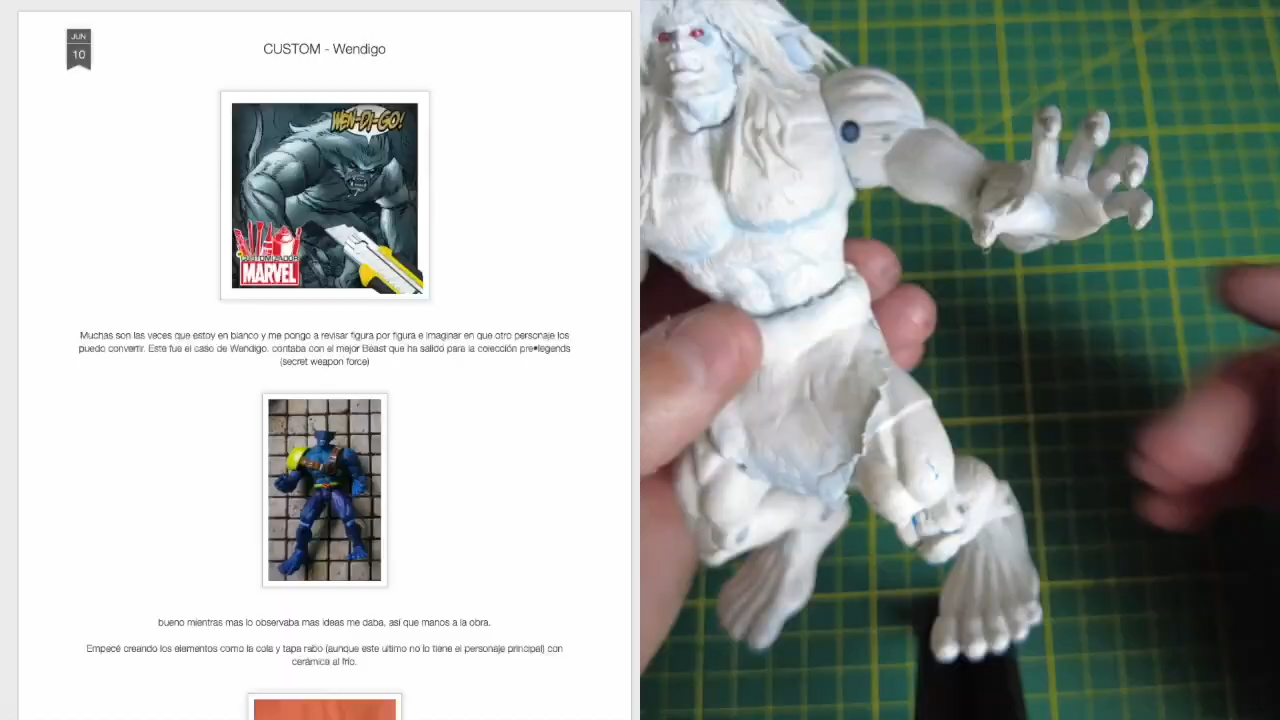 JUN
10
CUSTOM - Wendigo
WEN-DI-GO!
CUSTOMIZADOR
MARVEL
Muchas son las veces que estoy en blanco y me pongo a revisar figura por figura e imaginar en que otro personaje los
puedo convertir. Este fue el caso de Wendigo. contaba con el mejor Beast que ha salido para la colección pre•legends
(secret weapon force)
bueno mientras mas lo observaba mas ideas me daba, así que manos a la obra.
Empecé creando los elementos como la cola y tapa rabo (aunque este ultimo no lo tiene el personaje principal) con
cerámica al frío.